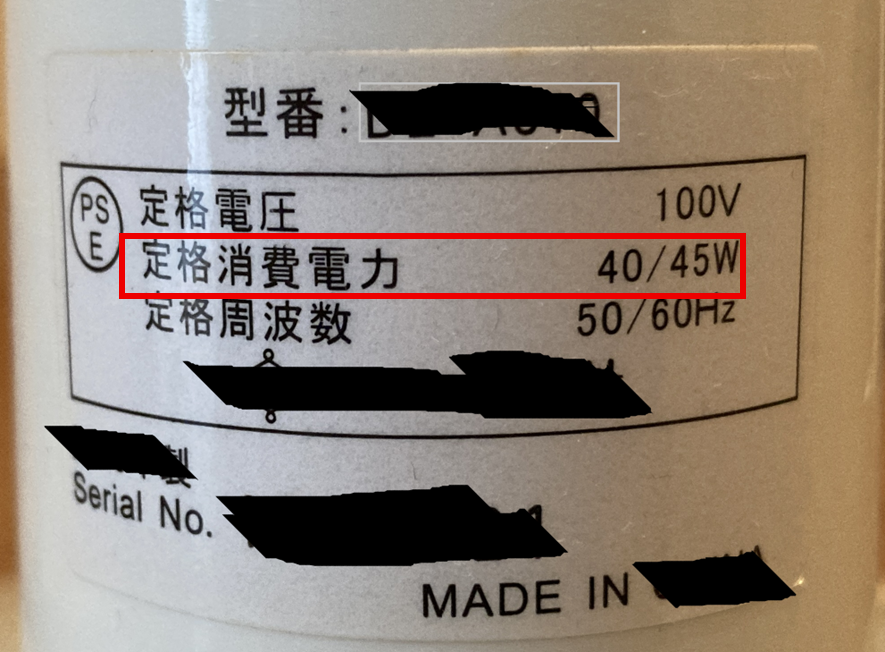 型番:
PS
E
定格電圧 100V
定格消費電力 40/45W
定格周波数 50/60Hz
製
Serial No.
MADE IN